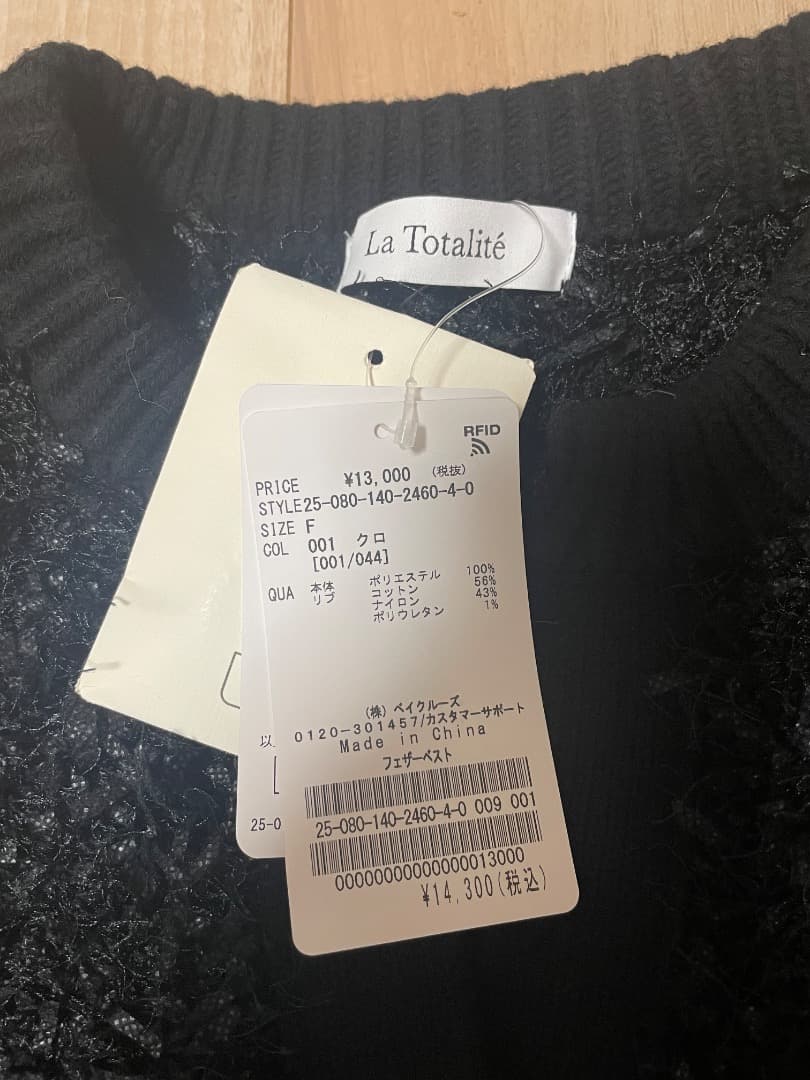 La Totalité
RFID
PRICE ¥13,000 (税抜)
STYLE25-080-140-2460-4-0
SIZE F
COL 001 クロ
[001/044]
QUA 本体 ポリエステル 100%
リブ コットン 56%
ナイロン 43%
ポリウレタン 1%
(株) ベイクルーズ
0120-301457/カスタマーサポート
Made in China
フェザーベスト
以
25-080-140-2460-4-0 009 001
25-0
00000000000000013000
¥14,300(税込)